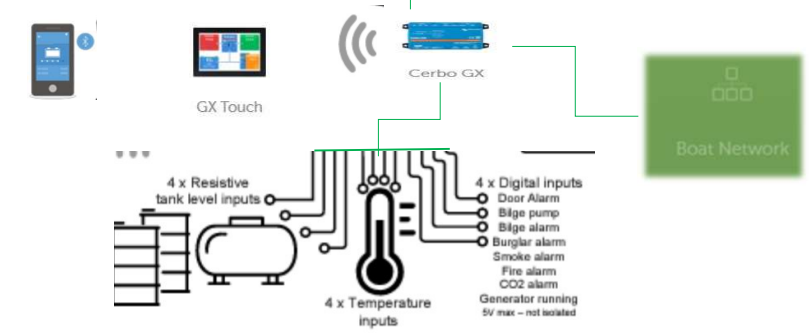 GX Touch
Cerbo GX
Boat Network
4 x Resistive
tank level inputs
4 x Temperature
inputs
4 x Digital inputs
Door Alarm
Bilge pump
Bilge alarm
Burglar alarm
Smoke alarm
Fire alarm
CO2 alarm
Generator running
5V max – not isolated